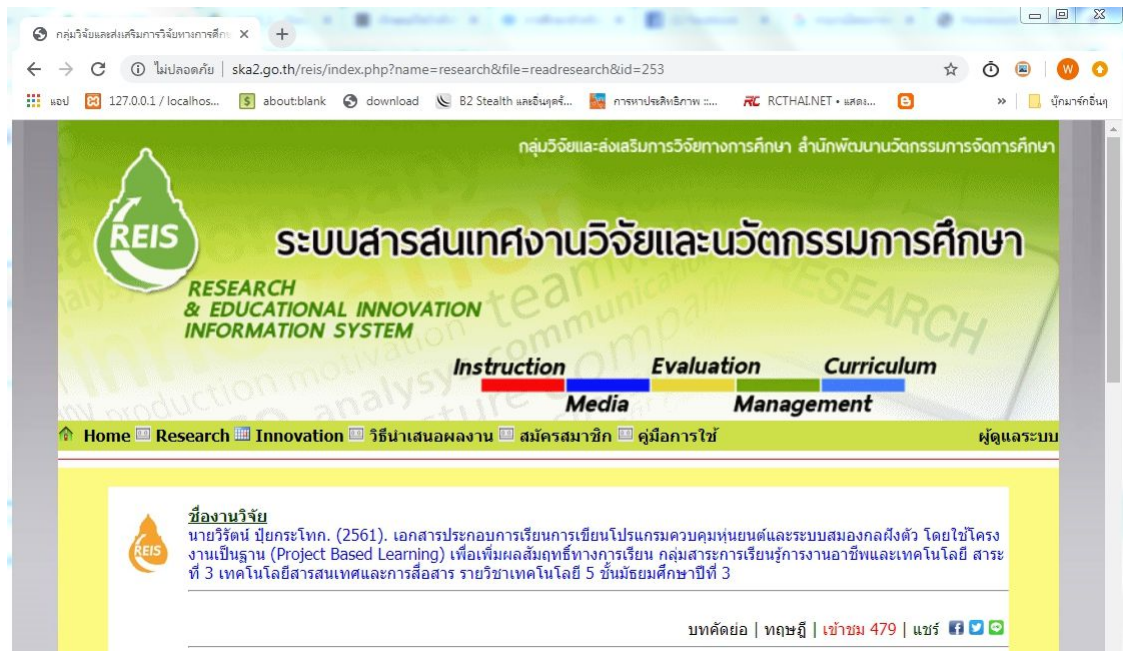 กลุ่มวิจัยและส่งเสริมการวิจัยทางการศึก
ไม่ปลอดภัย | ska2.go.th/reis/index.php?name=research&file=readresearch&id=253
W
แอป 127.0.0.1 / localhos... about:blank download B2 Stealth และอื่นๆตร์... การหาประสิทธิภาพ ::... RCTHAI.NET • แสดง... » บุ๊กมาร์กอื่นๆ
กลุ่มวิจัยและส่งเสริมการวิจัยทางการศึกษา สำนักพัฒนานวัตกรรมการจัดการศึกษา
REIS
ระบบสารสนเทศงานวิจัยและนวัตกรรมการศึกษา
RESEARCH
& EDUCATIONAL INNOVATION
INFORMATION SYSTEM
Instruction Evaluation Curriculum
Media Management
Home Research Innovation วิธีนำเสนอผลงาน สมัครสมาชิก คู่มือการใช้ ผู้ดูแลระบบ
ชื่องานวิจัย
นายวิรัตน์ ปุ๋ยกระโทก. (2561). เอกสารประกอบการเรียนการเขียนโปรแกรมควบคุมหุ่นยนต์และระบบสมองกลฝังตัว โดยใช้โครง
งานเป็นฐาน (Project Based Learning) เพื่อเพิ่มผลสัมฤทธิ์ทางการเรียน กลุ่มสาระการเรียนรู้การงานอาชีพและเทคโนโลยี สาระ
ที่ 3 เทคโนโลยีสารสนเทศและการสื่อสาร รายวิชาเทคโนโลยี 5 ชั้นมัธยมศึกษาปีที่ 3
REIS
บทคัดย่อ | ทฤษฎี | เข้าชม 479 | แชร์